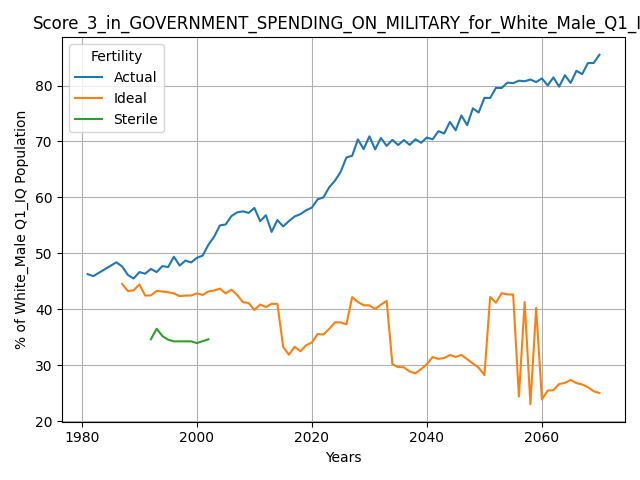 Score_3_in_GOVERNMENT_SPENDING_ON_MILITARY_for_White_Male_Q1_I
Fertility
Actual
Ideal
Sterile
% of White_Male Q1_IQ Population
80
70
60
50
40
30
20
1980
2000
2020
2040
2060
Years